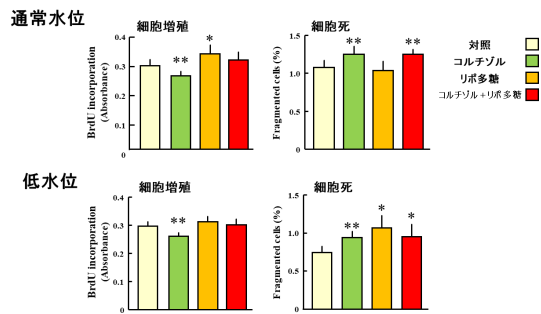 通常水位
細胞増殖
BrdU incorporation
(Absorbance)
0.4
0.3
0.2
0.1
0
**
*
細胞死
Fragmented cells (%)
1.5
1.0
0.5
0
**
**
対照
コルチゾル
リポ多糖
コルチゾル+リポ多糖
低水位
細胞増殖
BrdU incorporation
(Absorbance)
0.4
0.3
0.2
0.1
0
**
細胞死
Fragmented cells (%)
1.5
1.0
0.5
0
**
*
*